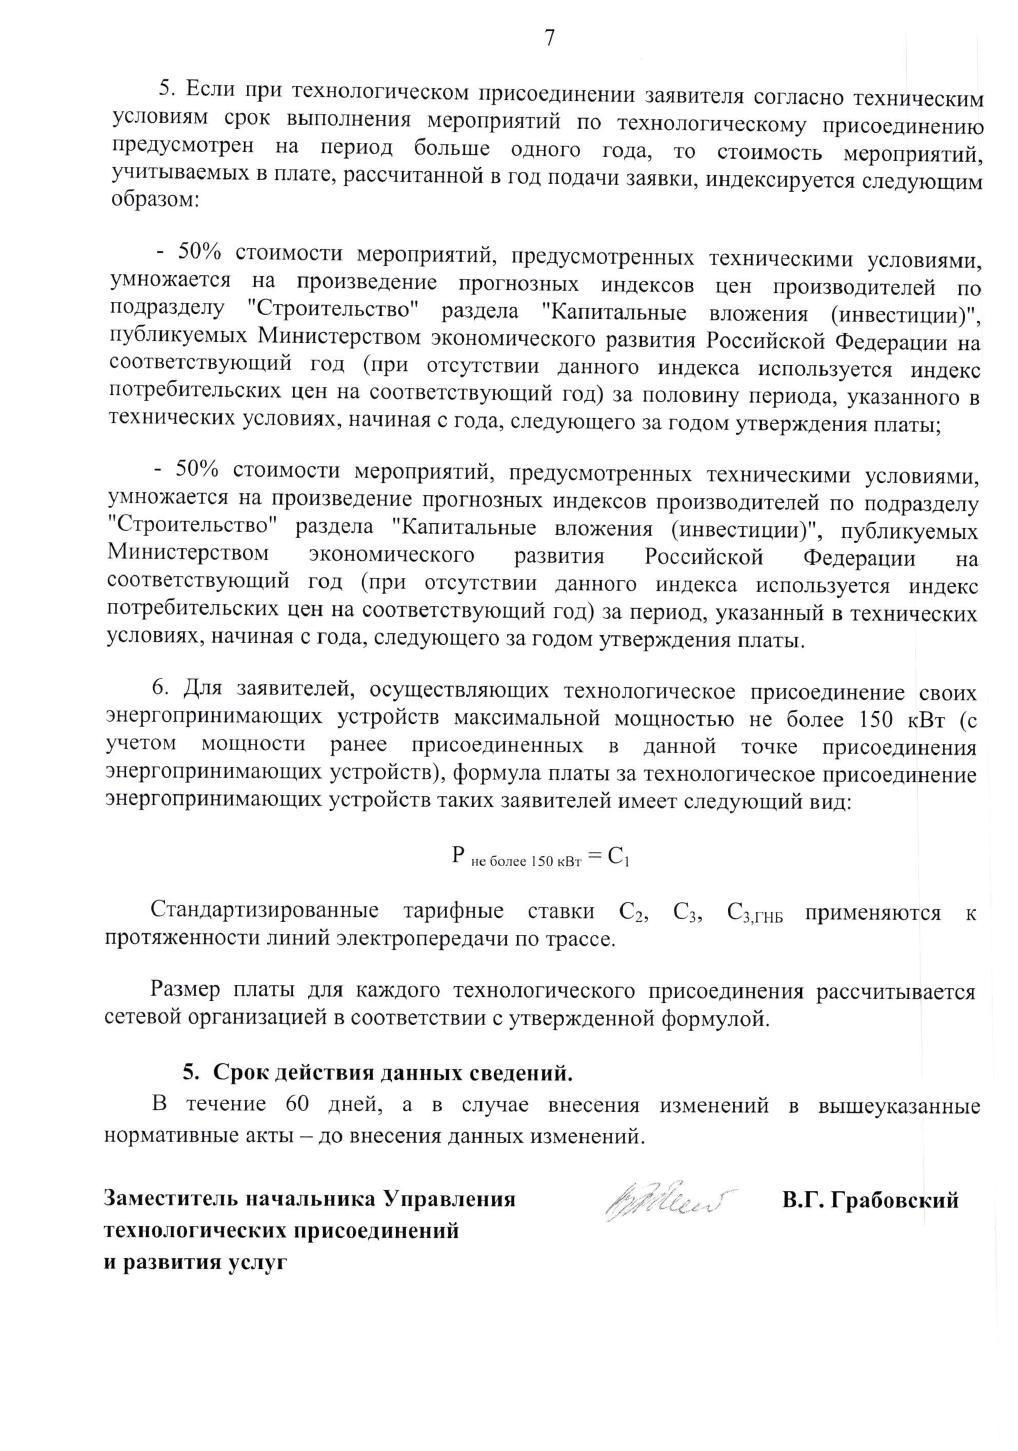 7
5. Если при технологическом присоединении заявителя согласно техническим
условиям срок выполнения мероприятий по технологическому присоединению
предусмотрен на период больше одного года, то стоимость мероприятий,
учитываемых в плате, рассчитанной в год подачи заявки, индексируется следующим
образом:
- 50% стоимости мероприятий, предусмотренных техническими условиями,
умножается на произведение прогнозных индексов цен производителей по
подразделу "Строительство" раздела "Капитальные вложения (инвестиции)",
публикуемых Министерством экономического развития Российской Федерации на
соответствующий год (при отсутствии данного индекса используется индекс
потребительских цен на соответствующий год) за половину периода, указанного в
технических условиях, начиная с года, следующего за годом утверждения платы;
- 50% стоимости мероприятий, предусмотренных техническими условиями,
умножается на произведение прогнозных индексов производителей по подразделу
"Строительство" раздела "Капитальные вложения (инвестиции)", публикуемых
Министерством экономического развития Российской Федерации на
соответствующий год (при отсутствии данного индекса используется индекс
потребительских цен на соответствующий год) за период, указанный в технических
условиях, начиная с года, следующего за годом утверждения платы.
6. Для заявителей, осуществляющих технологическое присоединение своих
энергопринимающих устройств максимальной мощностью не более 150 кВт (с
учетом мощности ранее присоединенных в данной точке присоединения
энергопринимающих устройств), формула платы за технологическое присоединение
энергопринимающих устройств таких заявителей имеет следующий вид:
Р не более 150 кВт = С₁
Стандартизированные тарифные ставки С₂, С₃, С3,ГНБ применяются к
протяженности линий электропередачи по трассе.
Размер платы для каждого технологического присоединения рассчитывается
сетевой организацией в соответствии с утвержденной формулой.
5. Срок действия данных сведений.
В течение 60 дней, а в случае внесения изменений в вышеуказанные
нормативные акты – до внесения данных изменений.
Заместитель начальника Управления В.Г. Грабовский
технологических присоединений
и развития услуг